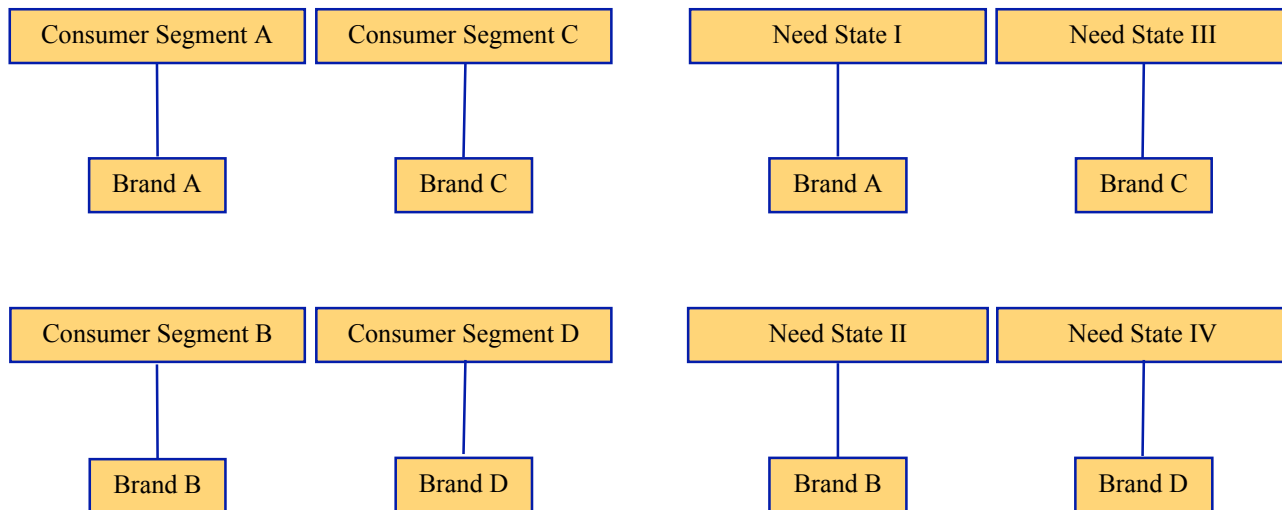 Consumer Segment A
Consumer Segment C
Need State I
Need State III
Brand A
Brand C
Brand A
Brand C
Consumer Segment B
Consumer Segment D
Need State II
Need State IV
Brand B
Brand D
Brand B
Brand D